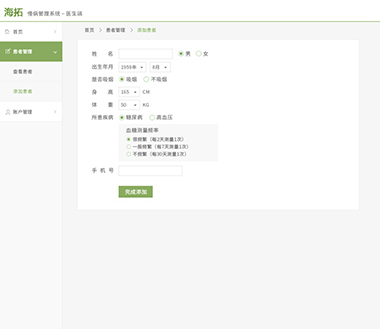 海拓 慢病管理系统－医生端
首页
患者管理
查看患者
添加患者
账户管理
首页 > 患者管理 > 添加患者
姓 名 男 女
出生年月 1959年 8月
是否吸烟 吸烟 不吸烟
身 高 165 CM
体 重 50 KG
所患疾病 糖尿病 高血压
血糖测量频率
很频繁（每2天测量1次）
一般频繁（每7天测量1次）
不频繁（每30天测量1次）
手 机 号
完成添加